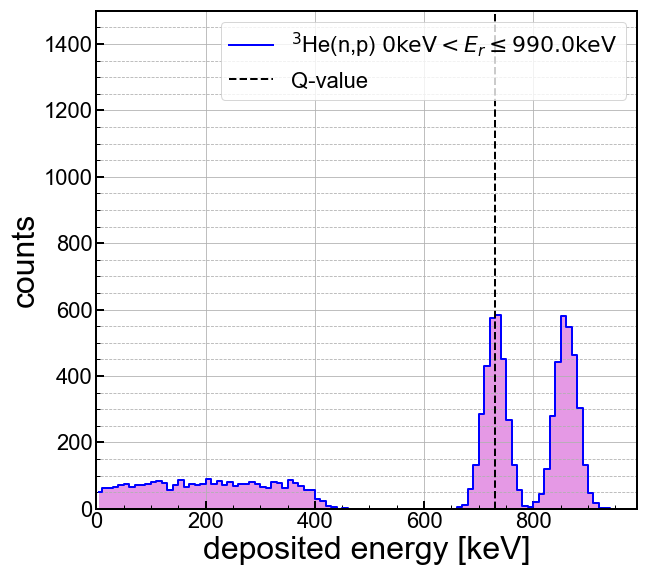 ³He(n,p) 0keV < E_r ≤ 990.0keV
Q-value
1400
1200
1000
800
600
400
200
0
counts
0 200 400 600 800
deposited energy [keV]